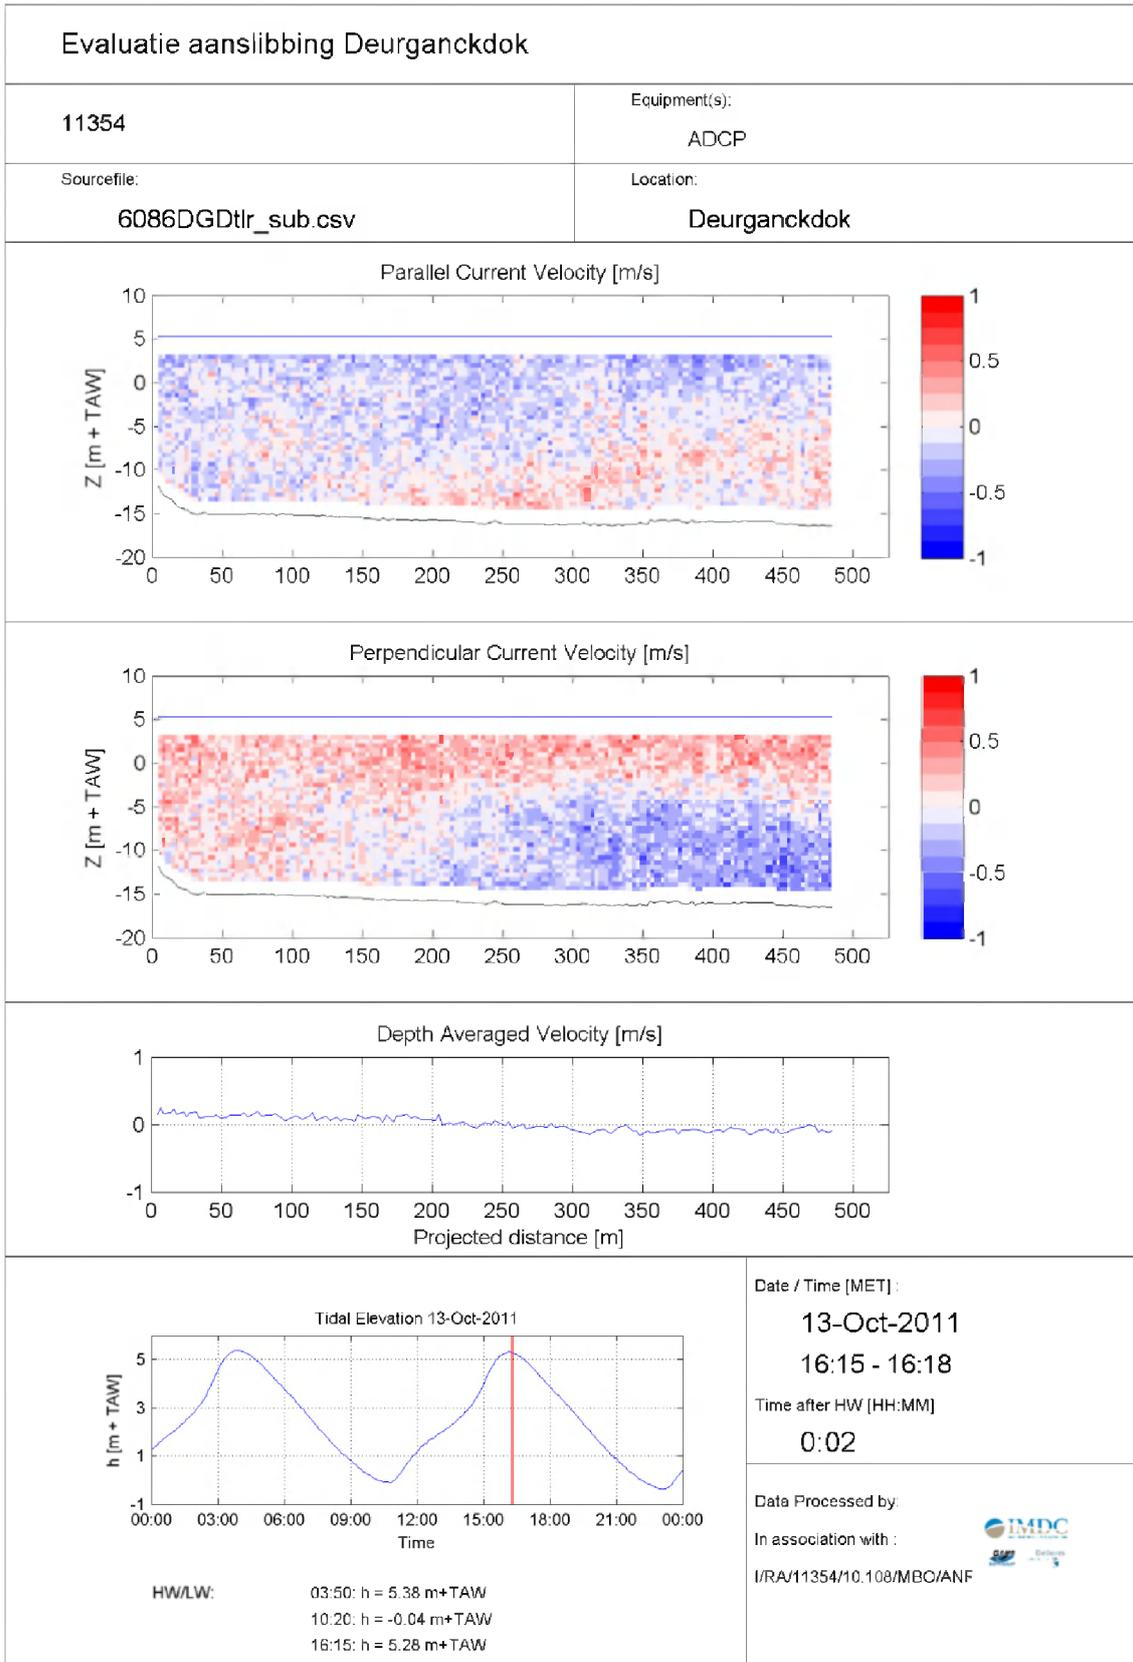 Evaluatie aanslibbing Deurganckdok
11354
Equipment(s):
ADCP
Sourcefile:
6086DGDtlr_sub.csv
Location:
Deurganckdok
Parallel Current Velocity [m/s]
10
5
0
-5
-10
-15
-20
Z [m + TAW]
0 50 100 150 200 250 300 350 400 450 500
1
0.5
0
-0.5
-1
Perpendicular Current Velocity [m/s]
10
5
0
-5
-10
-15
-20
Z [m + TAW]
0 50 100 150 200 250 300 350 400 450 500
1
0.5
0
-0.5
-1
Depth Averaged Velocity [m/s]
1
0
-1
0 50 100 150 200 250 300 350 400 450 500
Projected distance [m]
Tidal Elevation 13-Oct-2011
5
3
1
-1
h [m + TAW]
00:00 03:00 06:00 09:00 12:00 15:00 18:00 21:00 00:00
Time
HW/LW:
03:50: h = 5.38 m+TAW
10:20: h = -0.04 m+TAW
16:15: h = 5.28 m+TAW
Date / Time [MET] :
13-Oct-2011
16:15 - 16:18
Time after HW [HH:MM]
0:02
Data Processed by:
IMDC
In association with :
I/RA/11354/10.108/MBO/ANF